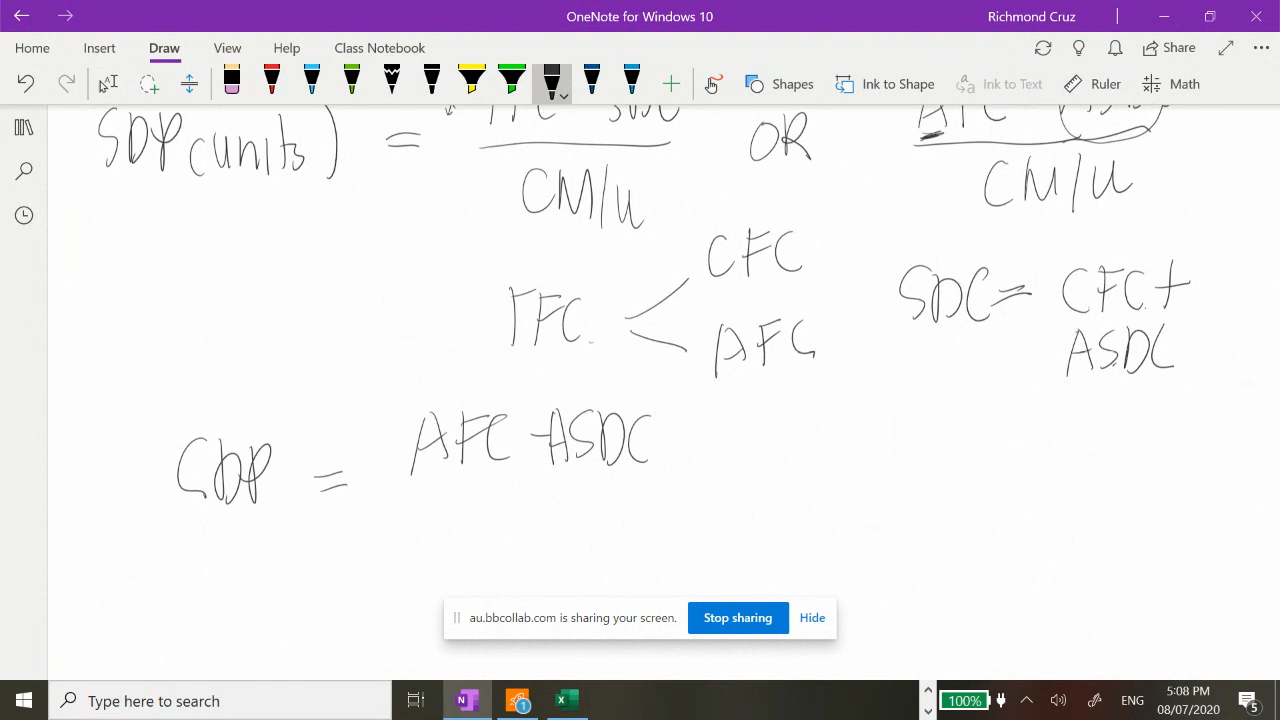 OneNote for Windows 10
Richmond Cruz
Home Insert Draw View Help Class Notebook Share
Shapes Ink to Shape Ink to Text Ruler Math
SDP (units) = OR
CM/u CM/u
TFC CFC
AFC
SDC = CFC +
ASDC
SDP = AFC - ASDC
au.bbcollab.com is sharing your screen. Stop sharing Hide
Type here to search
100% ENG 5:08 PM
08/07/2020 5
1